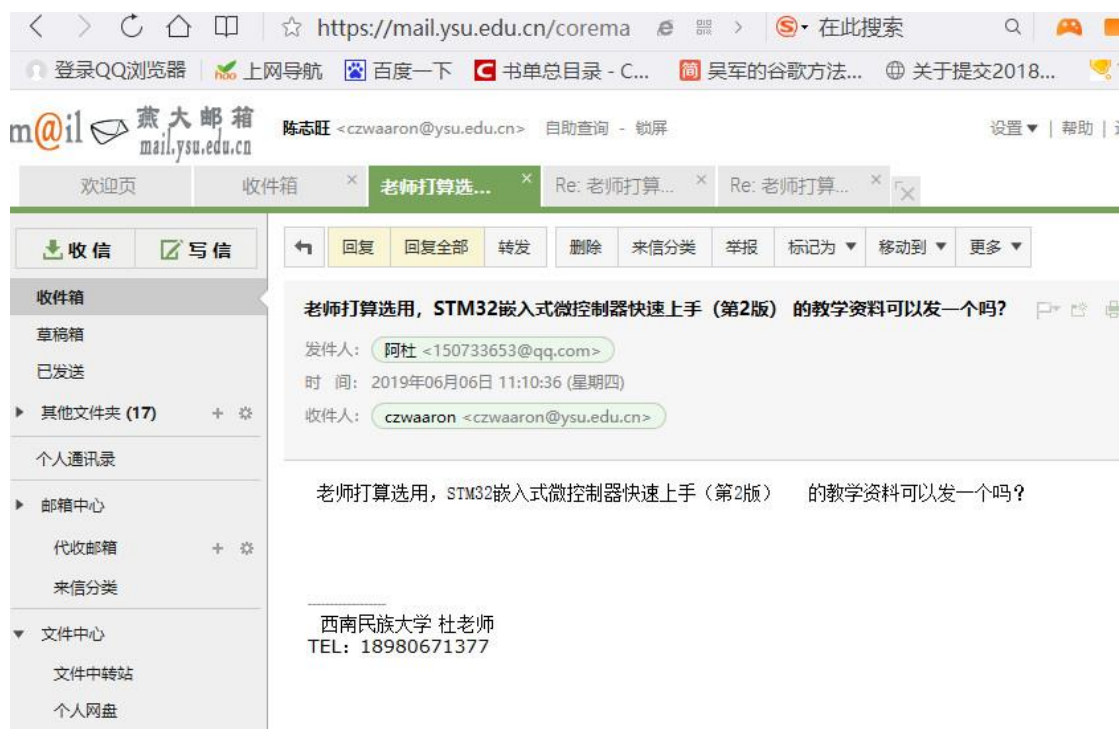 https://mail.ysu.edu.cn/corema
在此搜索
登录QQ浏览器 上网导航 百度一下 书单总目录 - C... 吴军的谷歌方法... 关于提交2018...
m@il 燕大邮箱
mail.ysu.edu.cn
陈志旺 <czwaaron@ysu.edu.cn> 自助查询 - 锁屏 设置▼ | 帮助 |
欢迎页 收件箱 × 老师打算选... × Re: 老师打算... × Re: 老师打算... ×
收信 写信 回复 回复全部 转发 删除 来信分类 举报 标记为 ▼ 移动到 ▼ 更多 ▼
收件箱
草稿箱
已发送
其他文件夹 (17)
个人通讯录
邮箱中心
代收邮箱
来信分类
文件中心
文件中转站
个人网盘
老师打算选用，STM32嵌入式微控制器快速上手（第2版） 的教学资料可以发一个吗？
发件人： 阿杜 <150733653@qq.com>
时 间： 2019年06月06日 11:10:36 (星期四)
收件人： czwaaron <czwaaron@ysu.edu.cn>
老师打算选用，STM32嵌入式微控制器快速上手（第2版） 的教学资料可以发一个吗？
西南民族大学 杜老师
TEL：18980671377